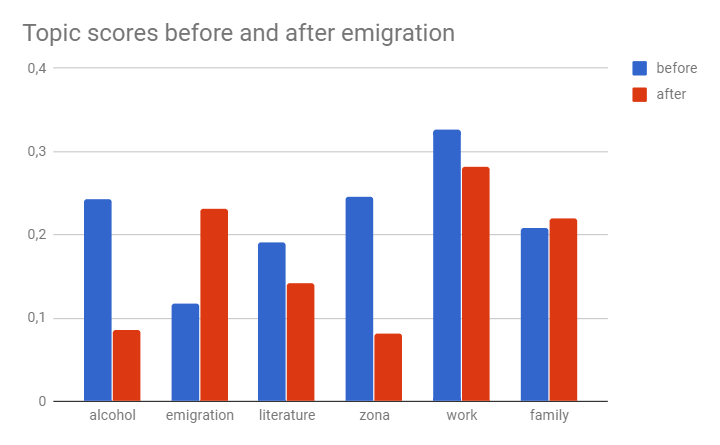 Topic scores before and after emigration
0,4
0,3
0,2
0,1
0
alcohol
emigration
literature
zona
work
family
before
after